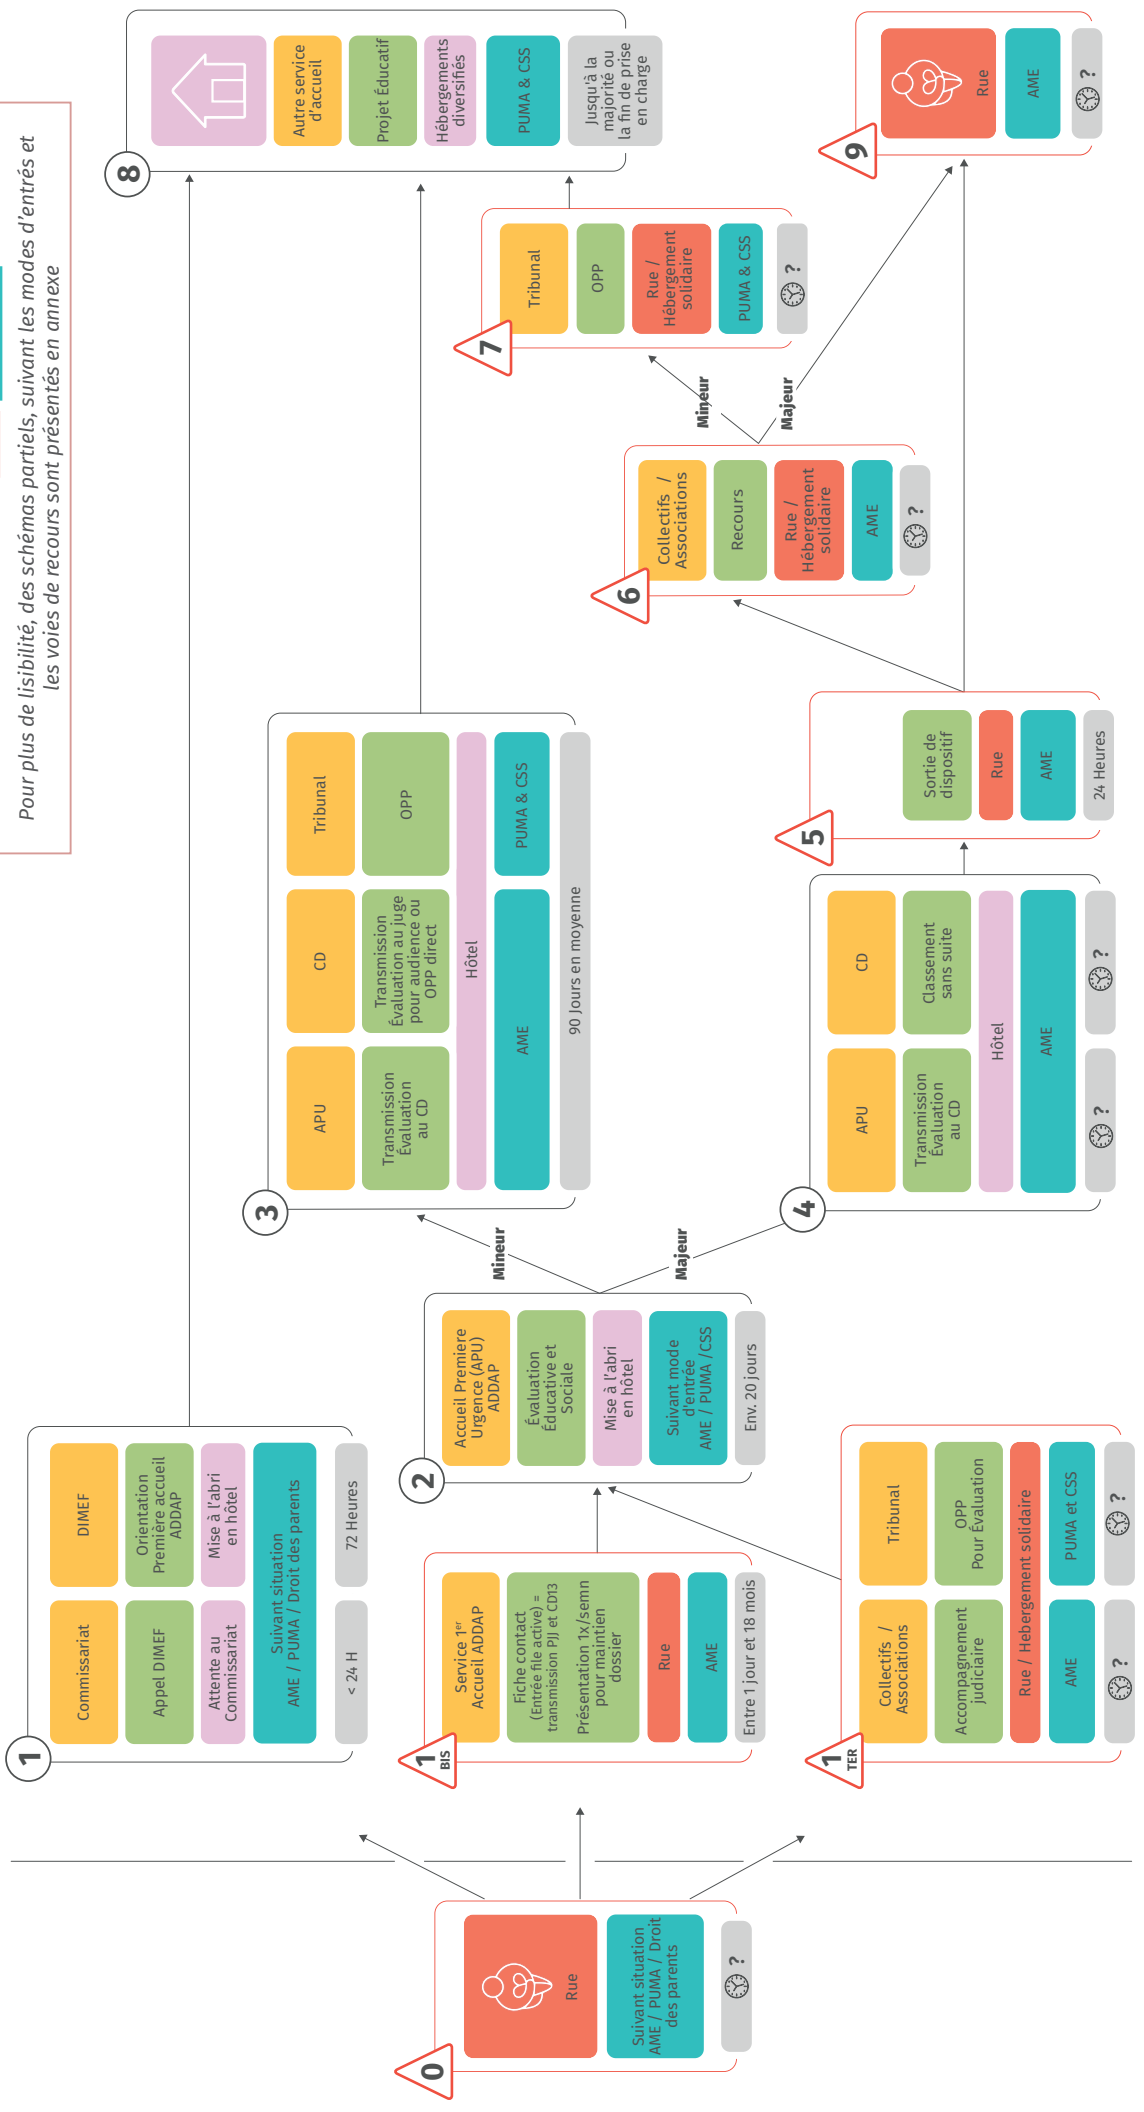 Pour plus de lisibilité, des schémas partiels, suivant les modes d'entrés et
les voies de recours sont présentés en annexe
0
Rue
Suivant situation
AME / PUMA / Droit
des parents
?
1
Commissariat
DIMEF
Appel DIMEF
Orientation
Première accueil
ADDAP
Attente au
Commissariat
Mise à l'abri
en hôtel
Suivant situation
AME / PUMA / Droit des parents
< 24 H
72 Heures
1
BIS
Service 1er
Accueil ADDAP
Fiche contact
(Entrée file active) =
transmission PJJ et CD13
Présentation 1x/semn
pour maintien
dossier
Rue
AME
Entre 1 jour et 18 mois
1
TER
Collectifs /
Associations
Tribunal
Accompagnement
judiciaire
OPP
Pour Évaluation
Rue / Hebergement solidaire
AME
PUMA et CSS
?
?
2
Accueil Premiere
Urgence (APU)
ADDAP
Évaluation
Éducative et
Sociale
Mise à l'abri
en hôtel
Suivant mode
d'entrée
AME / PUMA /CSS
Env. 20 jours
Mineur
Majeur
3
APU
CD
Tribunal
Transmission
Évaluation
au CD
Transmission
Évaluation au juge
pour audience ou
OPP direct
OPP
Hôtel
AME
PUMA & CSS
90 Jours en moyenne
4
APU
CD
Transmission
Évaluation
au CD
Classement
sans suite
Hôtel
AME
?
?
5
Sortie de
dispositif
Rue
AME
24 Heures
6
Collectifs /
Associations
Recours
Rue /
Hébergement
solidaire
AME
?
Mineur
Majeur
7
Tribunal
OPP
Rue /
Hébergement
solidaire
PUMA & CSS
?
8
Autre service
d'accueil
Projet Éducatif
Hébergements
diversifiés
PUMA & CSS
Jusqu'à la
majorité ou
la fin de prise
en charge
9
Rue
AME
?